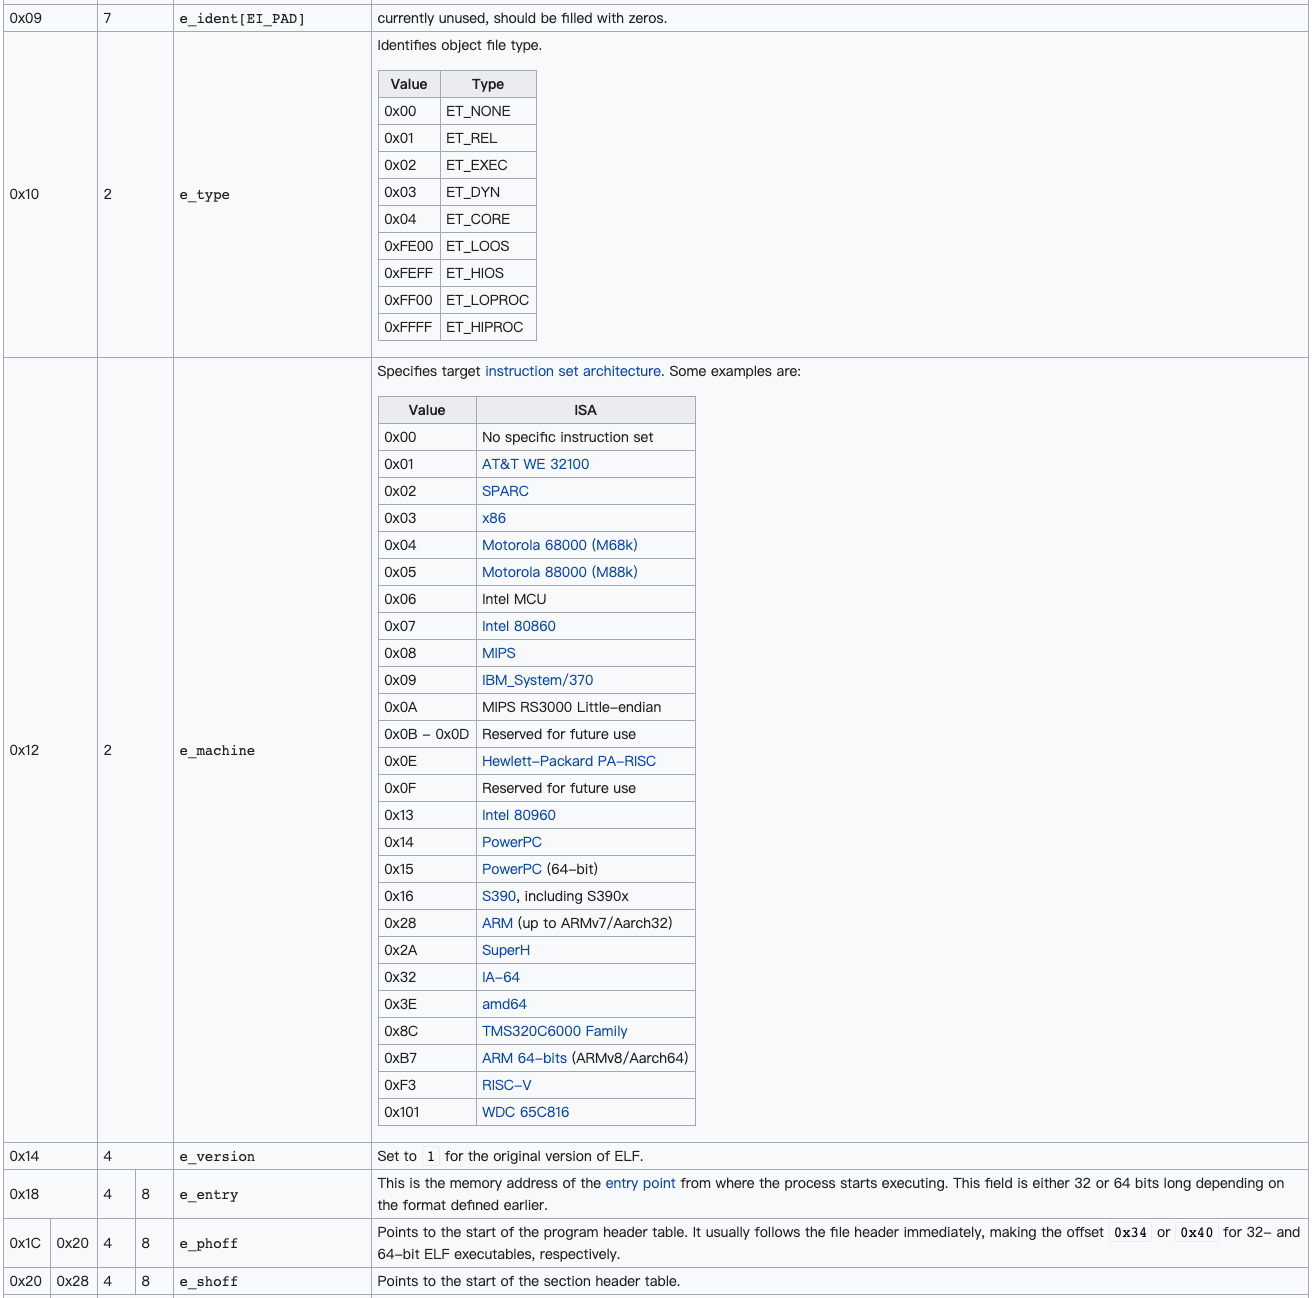 0x09 7 e_ident[EI_PAD] currently unused, should be filled with zeros.
Identifies object file type.
Value Type
0x00 ET_NONE
0x01 ET_REL
0x02 ET_EXEC
0x10 2 e_type 0x03 ET_DYN
0x04 ET_CORE
0xFE00 ET_LOOS
0xFEFF ET_HIOS
0xFF00 ET_LOPROC
0xFFFF ET_HIPROC
Specifies target instruction set architecture. Some examples are:
Value ISA
0x00 No specific instruction set
0x01 AT&T WE 32100
0x02 SPARC
0x03 x86
0x04 Motorola 68000 (M68k)
0x05 Motorola 88000 (M88k)
0x06 Intel MCU
0x07 Intel 80860
0x08 MIPS
0x09 IBM_System/370
0x0A MIPS RS3000 Little-endian
0x0B - 0x0D Reserved for future use
0x12 2 e_machine
0x0E Hewlett-Packard PA-RISC
0x0F Reserved for future use
0x13 Intel 80960
0x14 PowerPC
0x15 PowerPC (64-bit)
0x16 S390, including S390x
0x28 ARM (up to ARMv7/Aarch32)
0x2A SuperH
0x32 IA-64
0x3E amd64
0x8C TMS320C6000 Family
0xB7 ARM 64-bits (ARMv8/Aarch64)
0xF3 RISC-V
0x101 WDC 65C816
0x14 4 e_version Set to 1 for the original version of ELF.
0x18 4 8 e_entry This is the memory address of the entry point from where the process starts executing. This field is either 32 or 64 bits long depending on
the format defined earlier.
0x1C 0x20 4 8 e_phoff Points to the start of the program header table. It usually follows the file header immediately, making the offset 0x34 or 0x40 for 32- and
64-bit ELF executables, respectively.
0x20 0x28 4 8 e_shoff Points to the start of the section header table.